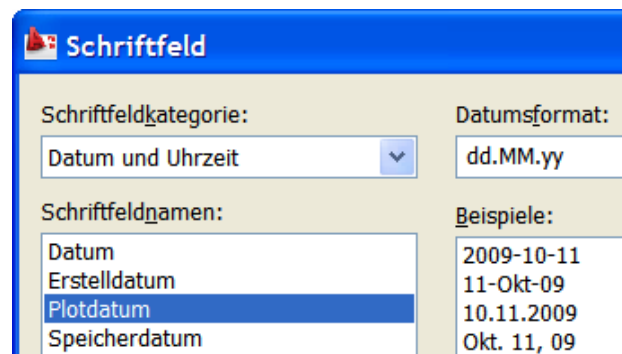 Schriftfeld
Schriftfeldkategorie:
Datum und Uhrzeit
Schriftfeldnamen:
Datum
Erstelldatum
Plotdatum
Speicherdatum
Datumsformat:
dd.MM.yy
Beispiele:
2009-10-11
11-Okt-09
10.11.2009
Okt. 11, 09